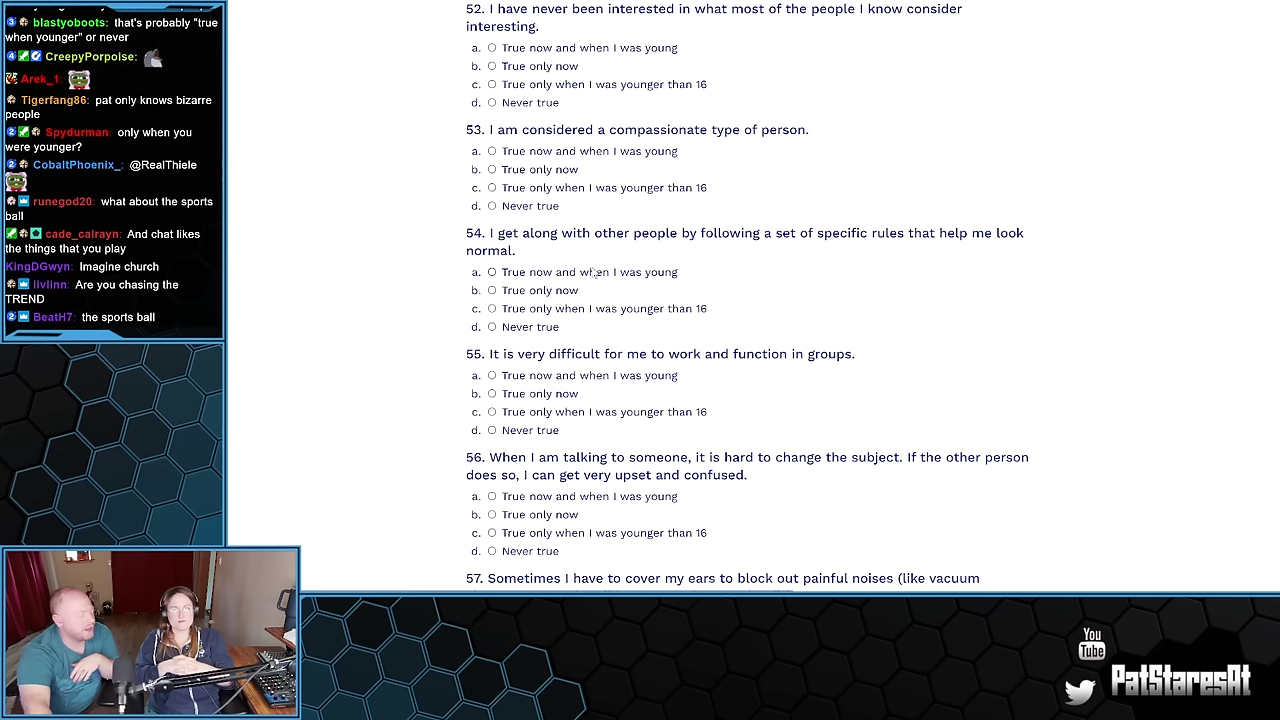 blastyoboots: that's probably "true
when younger" or never
CreepyPorpoise:
Arek_1:
Tigerfang86: pat only knows bizarre
people
Spydurman: only when you
were younger?
CobaltPhoenix_: @RealThiele
runegod20: what about the sports
ball
cade_calrayn: And chat likes
the things that you play
KingDGwyn: Imagine church
livlinn: Are you chasing the
TREND
BeatH7: the sports ball
52. I have never been interested in what most of the people I know consider
interesting.
a. True now and when I was young
b. True only now
c. True only when I was younger than 16
d. Never true
53. I am considered a compassionate type of person.
a. True now and when I was young
b. True only now
c. True only when I was younger than 16
d. Never true
54. I get along with other people by following a set of specific rules that help me look
normal.
a. True now and when I was young
b. True only now
c. True only when I was younger than 16
d. Never true
55. It is very difficult for me to work and function in groups.
a. True now and when I was young
b. True only now
c. True only when I was younger than 16
d. Never true
56. When I am talking to someone, it is hard to change the subject. If the other person
does so, I can get very upset and confused.
a. True now and when I was young
b. True only now
c. True only when I was younger than 16
d. Never true
57. Sometimes I have to cover my ears to block out painful noises (like vacuum
You
Tube
PatStaresAt